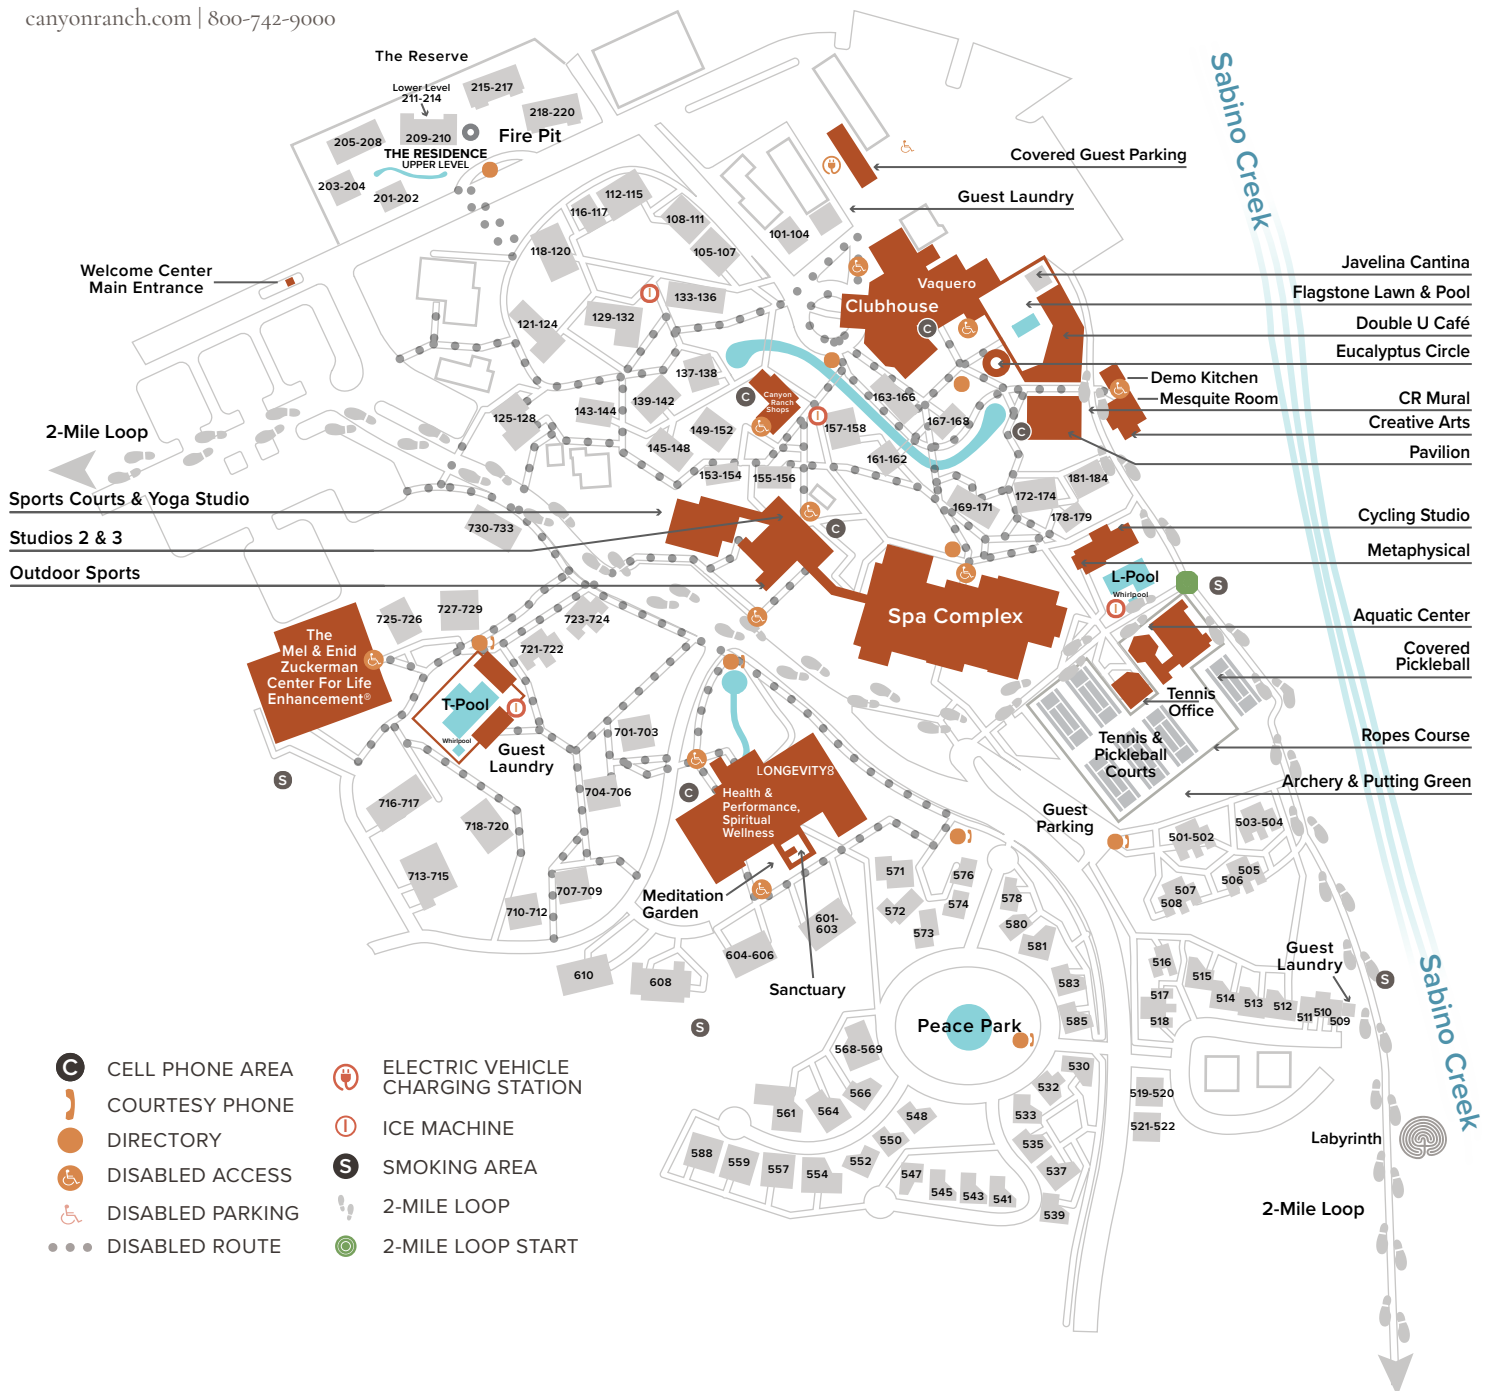 canyonranch.com | 800-742-9000
The Reserve
Lower Level
211-214
215-217
218-220
205-208
209-210
Fire Pit
THE RESIDENCE
UPPER LEVEL
203-204
201-202
Covered Guest Parking
Guest Laundry
112-115
116-117
108-111
105-107
101-104
118-120
Welcome Center
Main Entrance
133-136
129-132
121-124
Vaquero
Clubhouse
C
Javelina Cantina
Flagstone Lawn & Pool
Double U Café
Eucalyptus Circle
Demo Kitchen
Mesquite Room
CR Mural
Creative Arts
Pavilion
Sabino Creek
137-138
139-142
143-144
125-128
145-148
149-152
153-154
155-156
C
Canyon
Ranch
Shops
157-158
163-166
167-168
161-162
C
169-171
172-174
181-184
178-179
2-Mile Loop
Sports Courts & Yoga Studio
Studios 2 & 3
Outdoor Sports
730-733
C
Spa Complex
Cycling Studio
Metaphysical
L-Pool
Whirlpool
S
Aquatic Center
Covered
Pickleball
Tennis
Office
Tennis &
Pickleball
Courts
Ropes Course
Archery & Putting Green
725-726
727-729
723-724
721-722
The
Mel & Enid
Zuckerman
Center For Life
Enhancement®
T-Pool
Whirlpool
Guest
Laundry
S
701-703
704-706
716-717
718-720
713-715
707-709
710-712
C
LONGEVITY8
Health &
Performance,
Spiritual
Wellness
Meditation
Garden
Sanctuary
601-
603
604-606
608
610
S
Guest
Parking
501-502
503-504
505
506
507
508
571
572
573
574
576
578
580
581
583
585
516
517
518
515
514
513
512
511
510
509
Guest
Laundry
S
Sabino Creek
Peace Park
568-569
566
564
561
548
550
552
554
557
559
588
547
545
543
541
530
532
533
535
537
539
519-520
521-522
Labyrinth
2-Mile Loop
C CELL PHONE AREA
COURTESY PHONE
DIRECTORY
DISABLED ACCESS
DISABLED PARKING
DISABLED ROUTE
ELECTRIC VEHICLE
CHARGING STATION
ICE MACHINE
S SMOKING AREA
2-MILE LOOP
2-MILE LOOP START